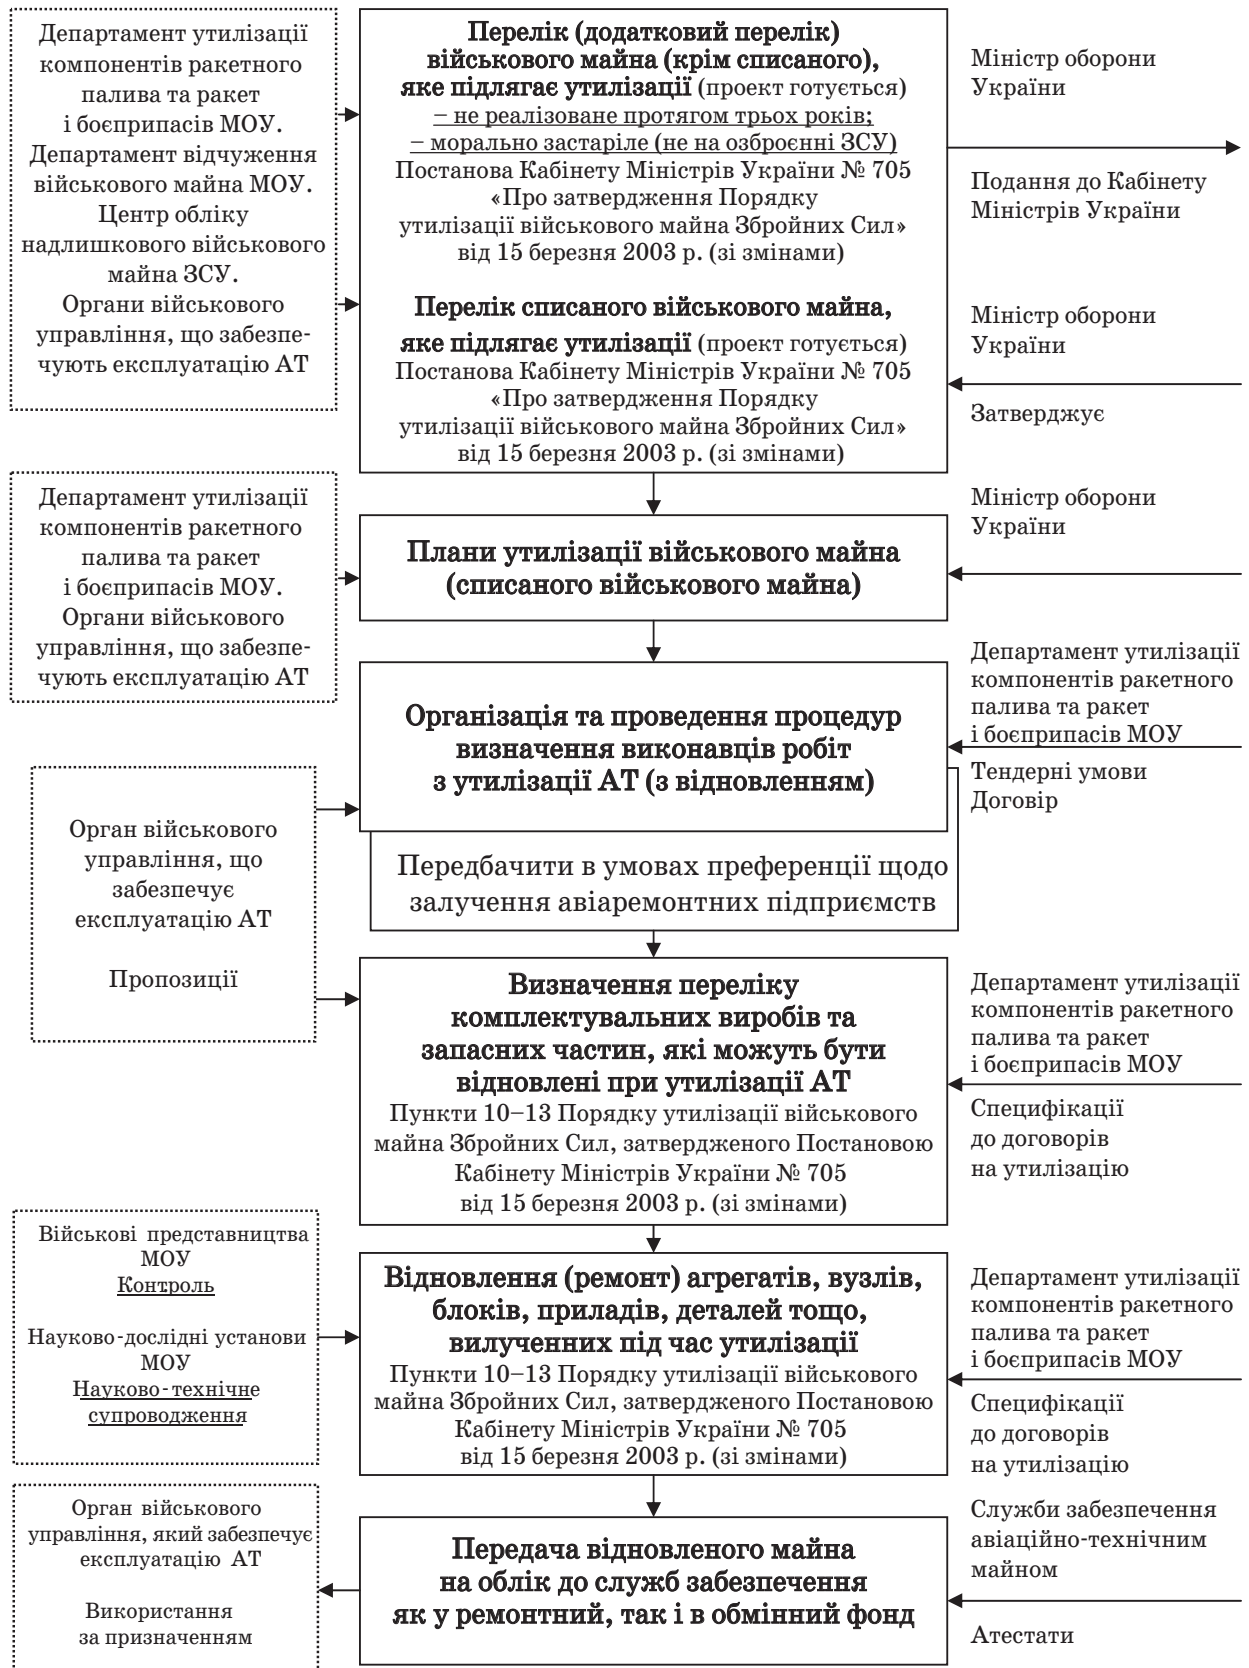 Департамент утилізації
компонентів ракетного
палива та ракет
і боєприпасів МОУ.
Департамент відчуження
військового майна МОУ.
Центр обліку
надлишкового військового
майна ЗСУ.
Органи військового
управління, що забезпе-
чують експлуатацію АТ
Перелік (додатковий перелік)
військового майна (крім списаного),
яке підлягає утилізації (проект готується)
– не реалізоване протягом трьох років;
– морально застаріле (не на озброєнні ЗСУ)
Постанова Кабінету Міністрів України № 705
«Про затвердження Порядку
утилізації військового майна Збройних Сил»
від 15 березня 2003 р. (зі змінами)
Перелік списаного військового майна,
яке підлягає утилізації (проект готується)
Постанова Кабінету Міністрів України № 705
«Про затвердження Порядку
утилізації військового майна Збройних Сил»
від 15 березня 2003 р. (зі змінами)
Міністр оборони
України
Подання до Кабінету
Міністрів України
Міністр оборони
України
Затверджує
Департамент утилізації
компонентів ракетного
палива та ракет
і боєприпасів МОУ.
Органи військового
управління, що забезпе-
чують експлуатацію АТ
Плани утилізації військового майна
(списаного військового майна)
Міністр оборони
України
Організація та проведення процедур
визначення виконавців робіт
з утилізації АТ (з відновленням)
Передбачити в умовах преференції щодо
залучення авіаремонтних підприємств
Департамент утилізації
компонентів ракетного
палива та ракет
і боєприпасів МОУ
Тендерні умови
Договір
Орган військового
управління, що
забезпечує
експлуатацію АТ
Пропозиції
Визначення переліку
комплектувальних виробів та
запасних частин, які можуть бути
відновлені при утилізації АТ
Пункти 10–13 Порядку утилізації військового
майна Збройних Сил, затвердженого Постановою
Кабінету Міністрів України № 705
від 15 березня 2003 р. (зі змінами)
Департамент утилізації
компонентів ракетного
палива та ракет
і боєприпасів МОУ
Специфікації
до договорів
на утилізацію
Військові представництва
МОУ
Контроль
Науково-дослідні установи
МОУ
Науково-технічне
супроводження
Відновлення (ремонт) агрегатів, вузлів,
блоків, приладів, деталей тощо,
вилученних під час утилізації
Пункти 10–13 Порядку утилізації військового
майна Збройних Сил, затвердженого Постановою
Кабінету Міністрів України № 705
від 15 березня 2003 р. (зі змінами)
Департамент утилізації
компонентів ракетного
палива та ракет
і боєприпасів МОУ
Специфікації
до договорів
на утилізацію
Орган військового
управління, який забезпечує
експлуатацію АТ
Використання
за призначенням
Передача відновленого майна
на облік до служб забезпечення
як у ремонтний, так і в обмінний фонд
Служби забезпечення
авіаційно-технічним
майном
Атестати